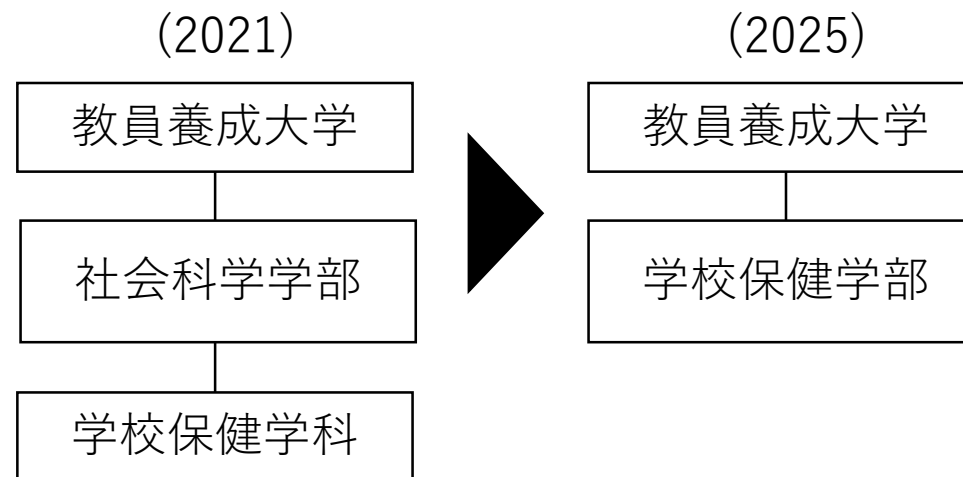 (2021)
教員養成大学
社会科学学部
学校保健学科
(2025)
教員養成大学
学校保健学部